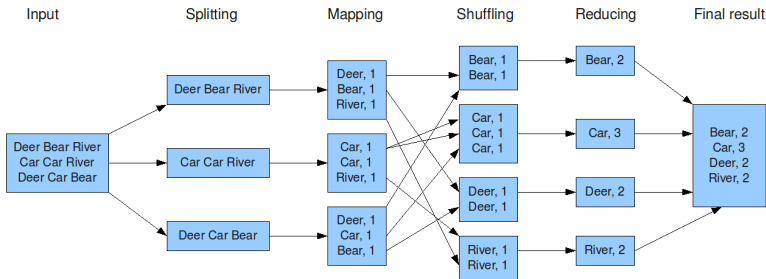 Input
Splitting
Mapping
Shuffling
Reducing
Final result
Deer Bear River
Car Car River
Deer Car Bear
Deer Bear River
Car Car River
Deer Car Bear
Deer, 1
Bear, 1
River, 1
Car, 1
Car, 1
River, 1
Deer, 1
Car, 1
Bear, 1
Bear, 1
Bear, 1
Car, 1
Car, 1
Car, 1
Deer, 1
Deer, 1
River, 1
River, 1
Bear, 2
Car, 3
Deer, 2
River, 2
Bear, 2
Car, 3
Deer, 2
River, 2